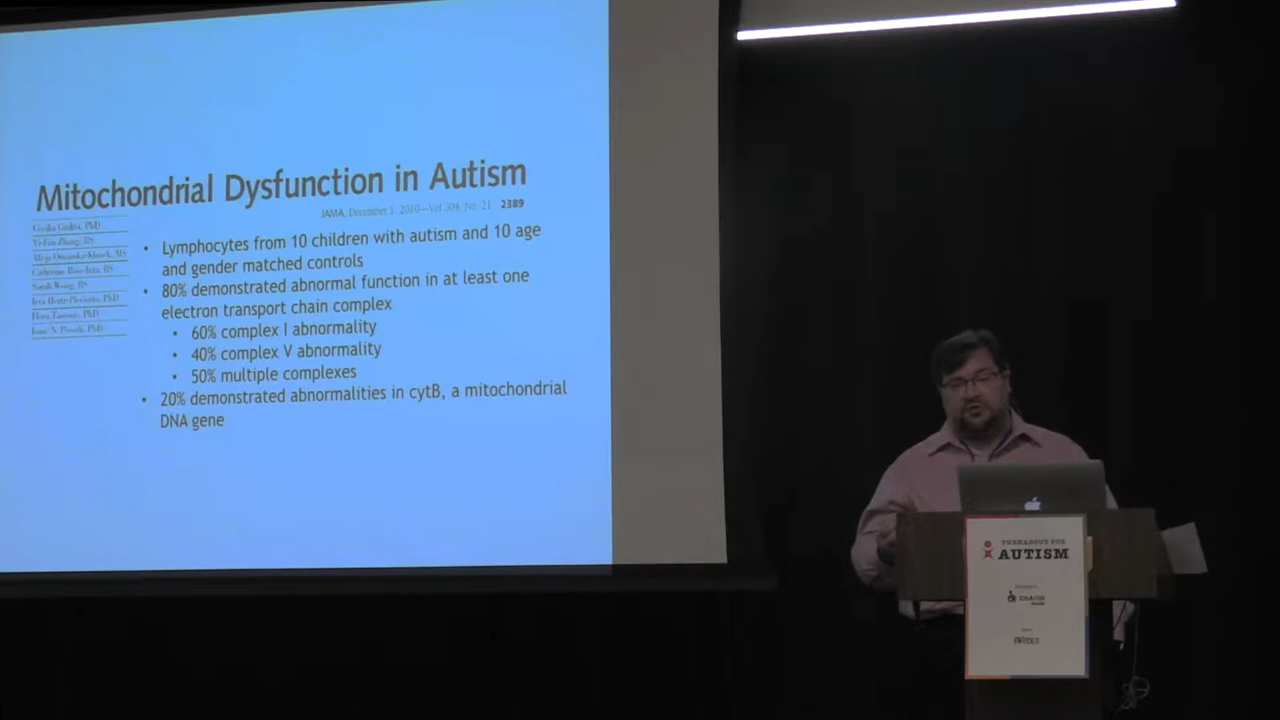 Mitochondrial Dysfunction in Autism
JAMA, December 1, 2010—Vol 304, No. 21 2389
• Lymphocytes from 10 children with autism and 10 age
and gender matched controls
• 80% demonstrated abnormal function in at least one
electron transport chain complex
• 60% complex I abnormality
• 40% complex V abnormality
• 50% multiple complexes
• 20% demonstrated abnormalities in cytB, a mitochondrial
DNA gene
TURNABOUT FOR
AUTISM